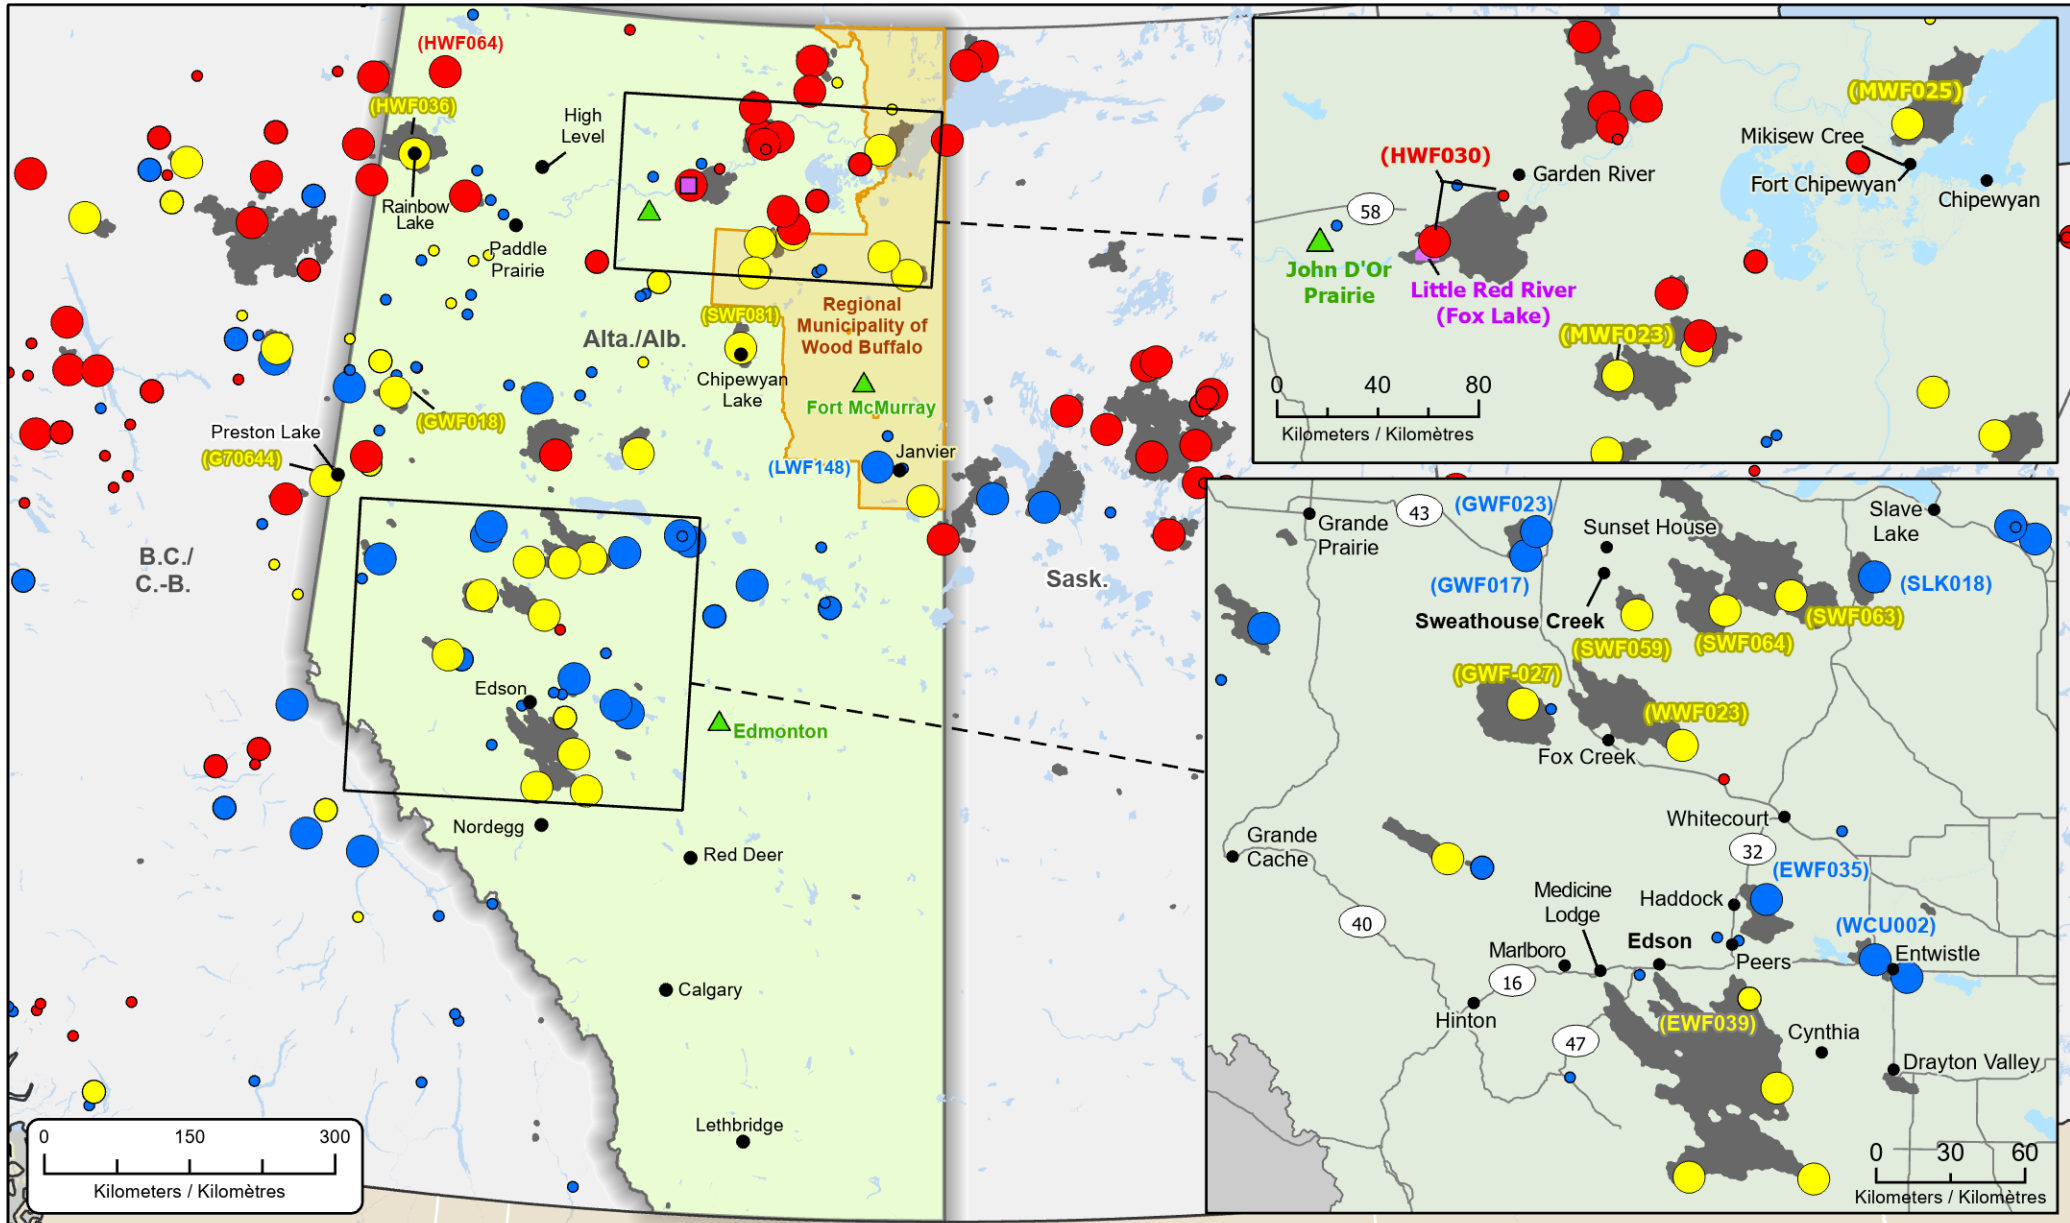 (HWF064)
(HWF036)
High
Level
Rainbow
Lake
Paddle
Prairie
Alta./Alb.
(SWF081)
Regional
Municipality of
Wood Buffalo
Chipewyan
Lake
Fort McMurray
(GWF018)
Preston Lake
(G70644)
(LWF148)
Janvier
B.C./
C.-B.
Sask.
Edson
Edmonton
Nordegg
Red Deer
Calgary
Lethbridge
0 150 300
Kilometers / Kilomètres
(MWF025)
Mikisew Cree
(HWF030)
Garden River
Fort Chipewyan
Chipewyan
58
John D'Or
Prairie
Little Red River
(Fox Lake)
(MWF023)
0 40 80
Kilometers / Kilomètres
43
(GWF023)
Grande
Prairie
Sunset House
Slave
Lake
(GWF017)
(SLK018)
Sweathouse Creek
(SWF063)
(SWF059)
(SWF064)
(GWF-027)
(WWF023)
Fox Creek
Whitecourt
Grande
Cache
32
(EWF035)
Medicine
Lodge
Haddock
40
(WCU002)
Marlboro
Edson
Peers
Entwistle
16
Hinton
(EWF039)
47
Cynthia
Drayton Valley
0 30 60
Kilometers / Kilomètres